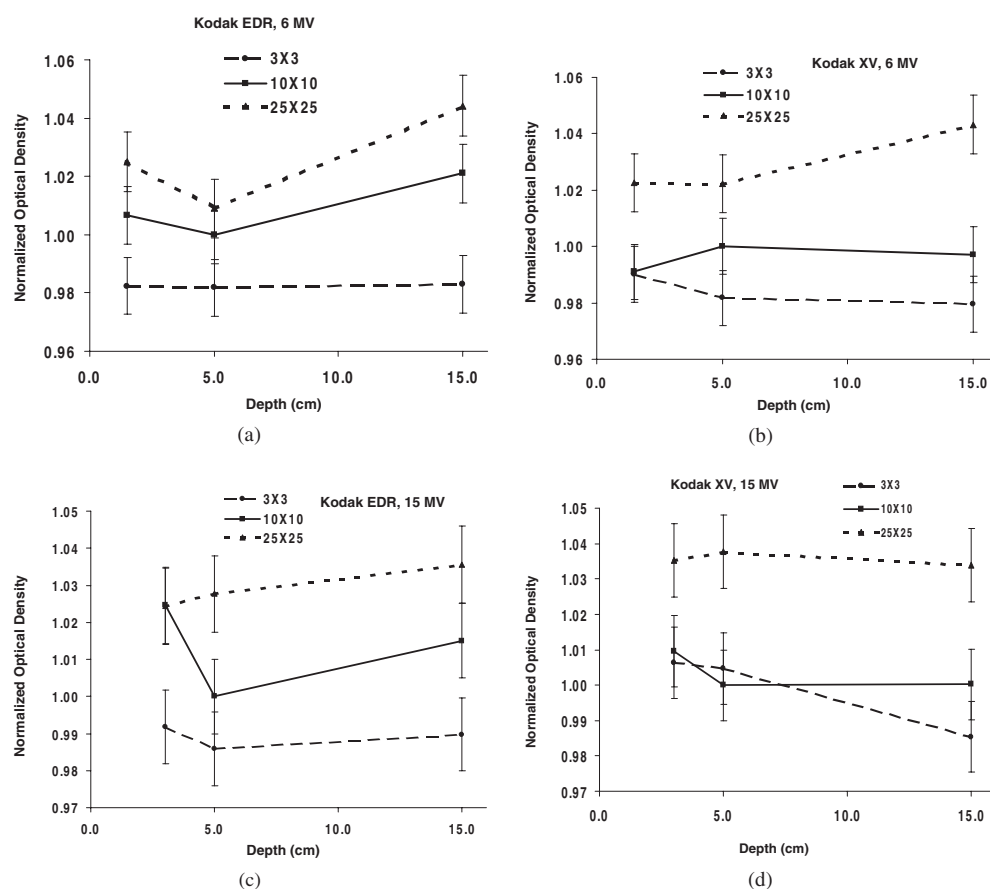 Kodak EDR, 6 MV
3X3
10X10
25X25
Normalized Optical Density
1.06
1.04
1.02
1.00
0.98
0.96
0.0 5.0 10.0 15.0
Depth (cm)
(a)
Kodak XV, 6 MV
3X3
10X10
25X25
Normalized Optical Density
1.06
1.04
1.02
1.00
0.98
0.96
0.0 5.0 10.0 15.0
Depth (cm)
(b)
Kodak EDR, 15 MV
3X3
10X10
25X25
Normalized Optical Density
1.05
1.04
1.03
1.02
1.01
1.00
0.99
0.98
0.97
0.0 5.0 10.0 15.0
Depth (cm)
(c)
Kodak XV, 15 MV
3X3
10X10
25X25
Normalized Optical Density
1.05
1.04
1.03
1.02
1.01
1.00
0.99
0.98
0.97
0.0 5.0 10.0 15.0
Depth (cm)
(d)